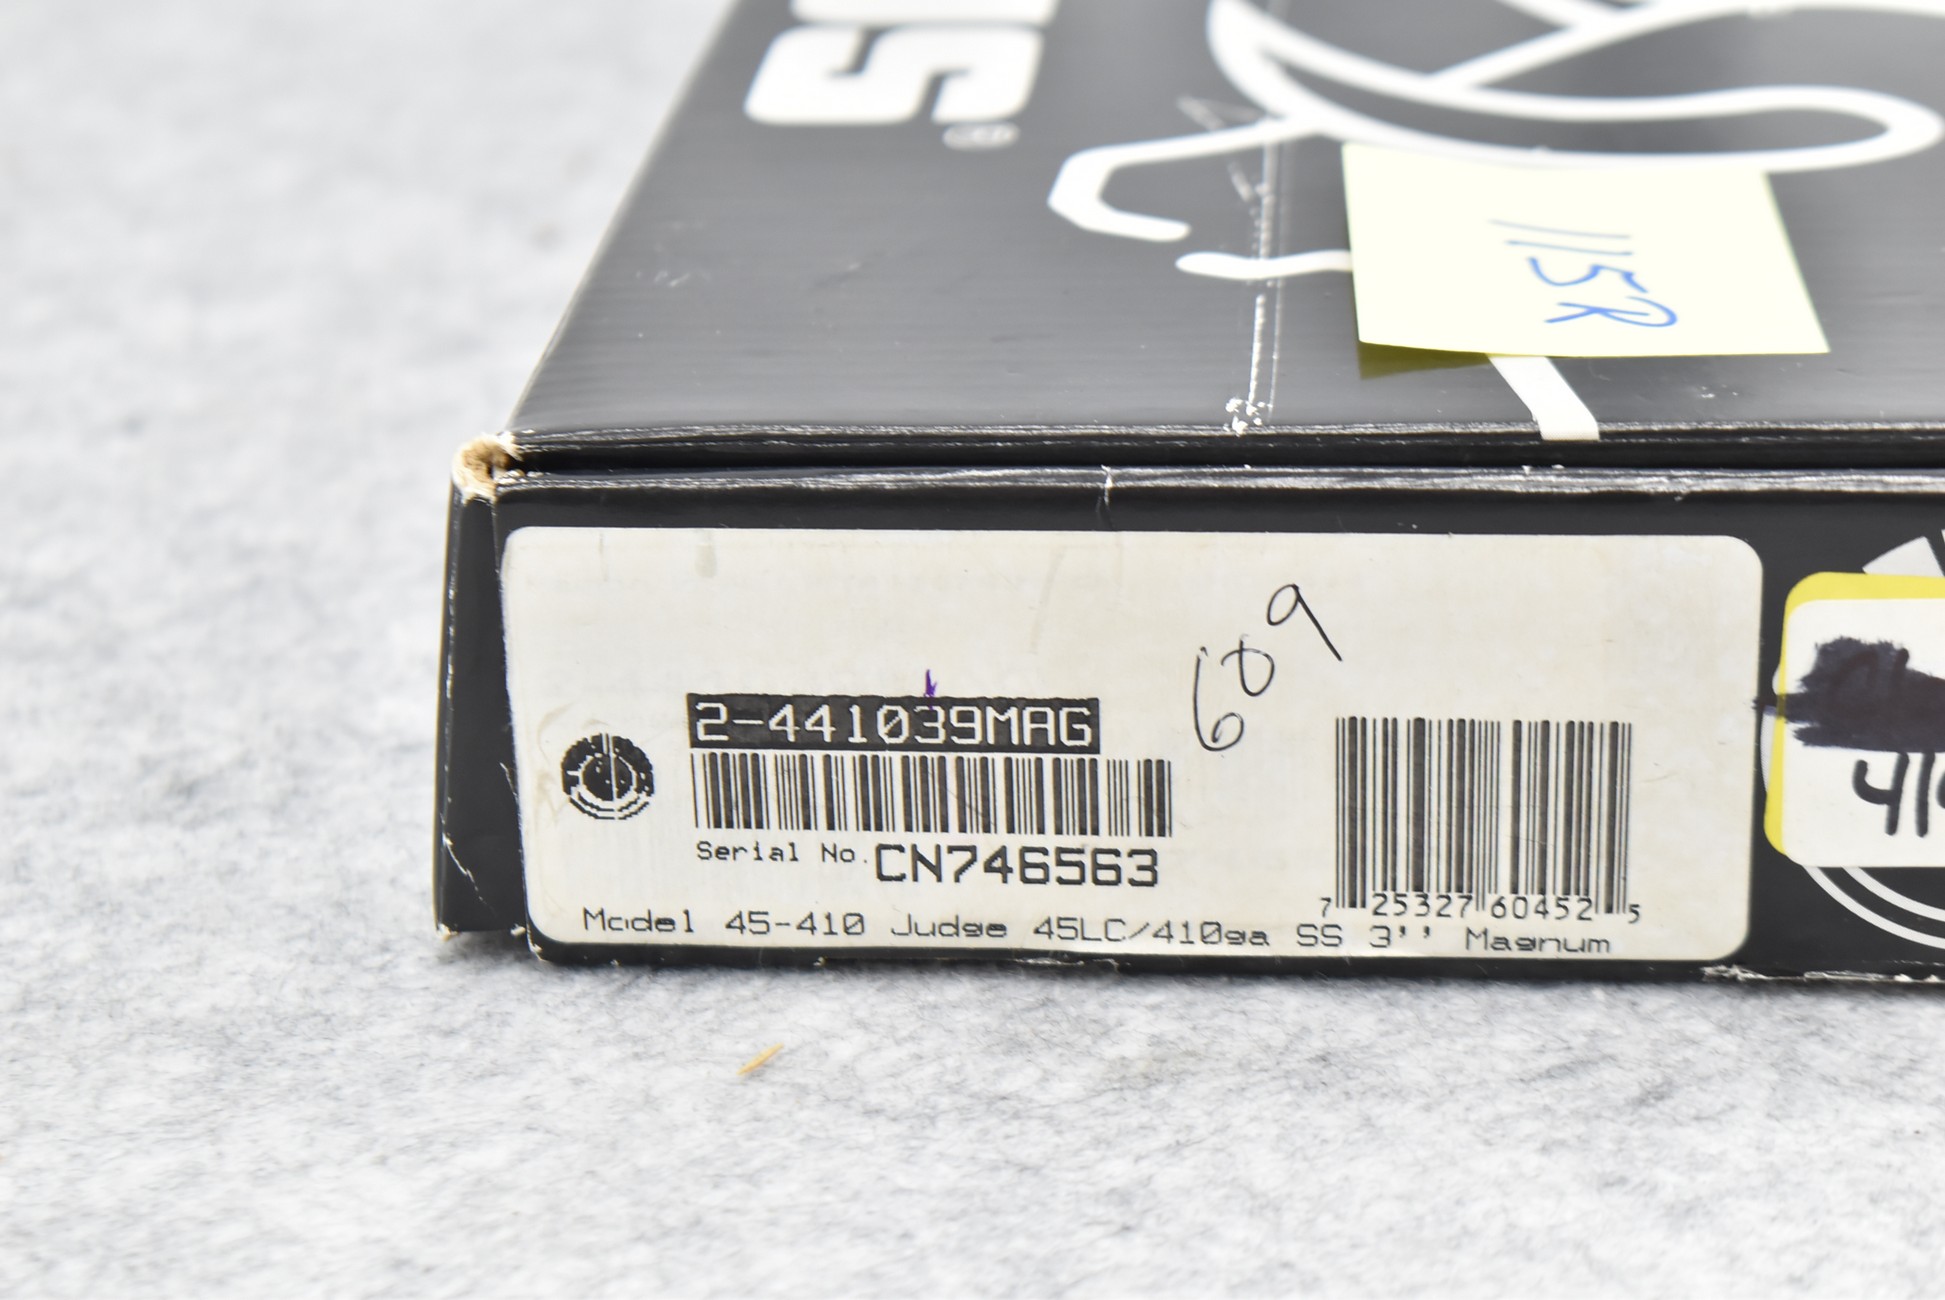 US®
115R
609
2-441039MAG
Serial No. CN746563
7 25327 60452 5
Model 45-410 Judge 45LC/410ga SS 3'' Magnum